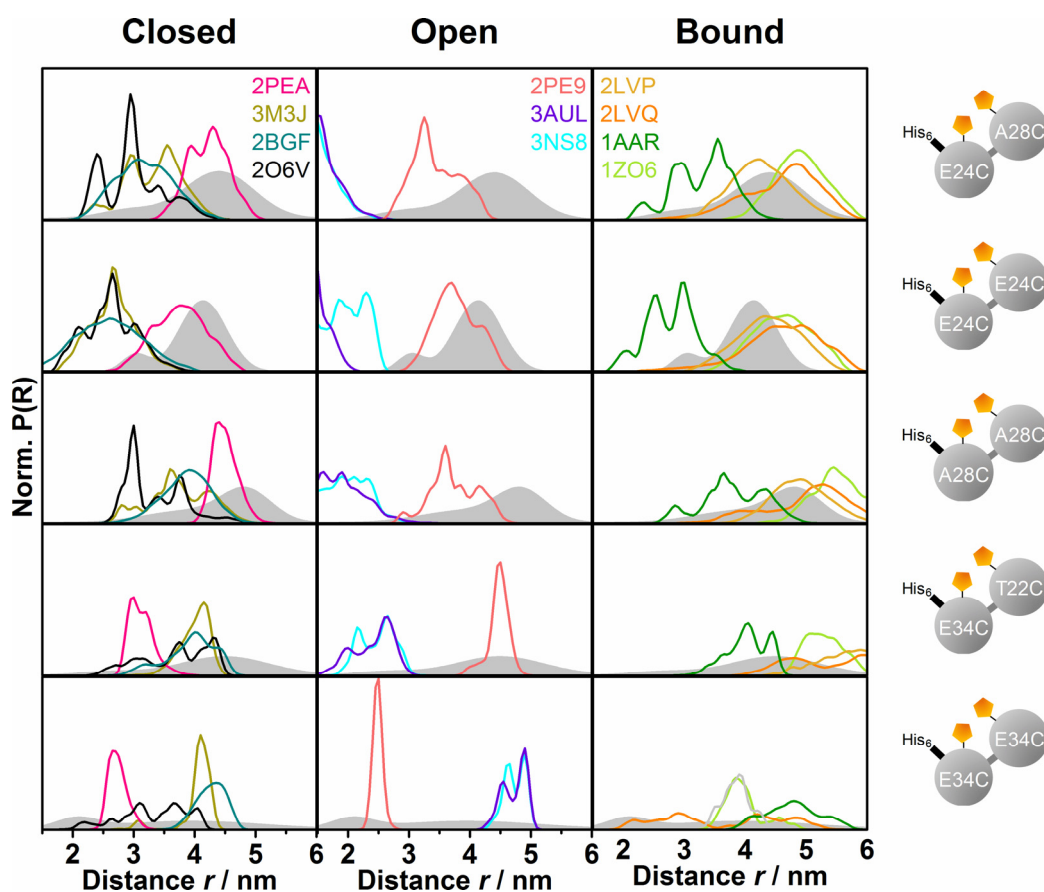 Closed Open Bound
2PEA
3M3J
2BGF
2O6V
2PE9
3AUL
3NS8
2LVP
2LVQ
1AAR
1ZO6
His6
E24C
A28C
His6
E24C
E24C
Norm. P(R)
His6
A28C
A28C
His6
E34C
T22C
His6
E34C
E34C
2 3 4 5 6 2 3 4 5 6 2 3 4 5 6
Distance r / nm Distance r / nm Distance r / nm